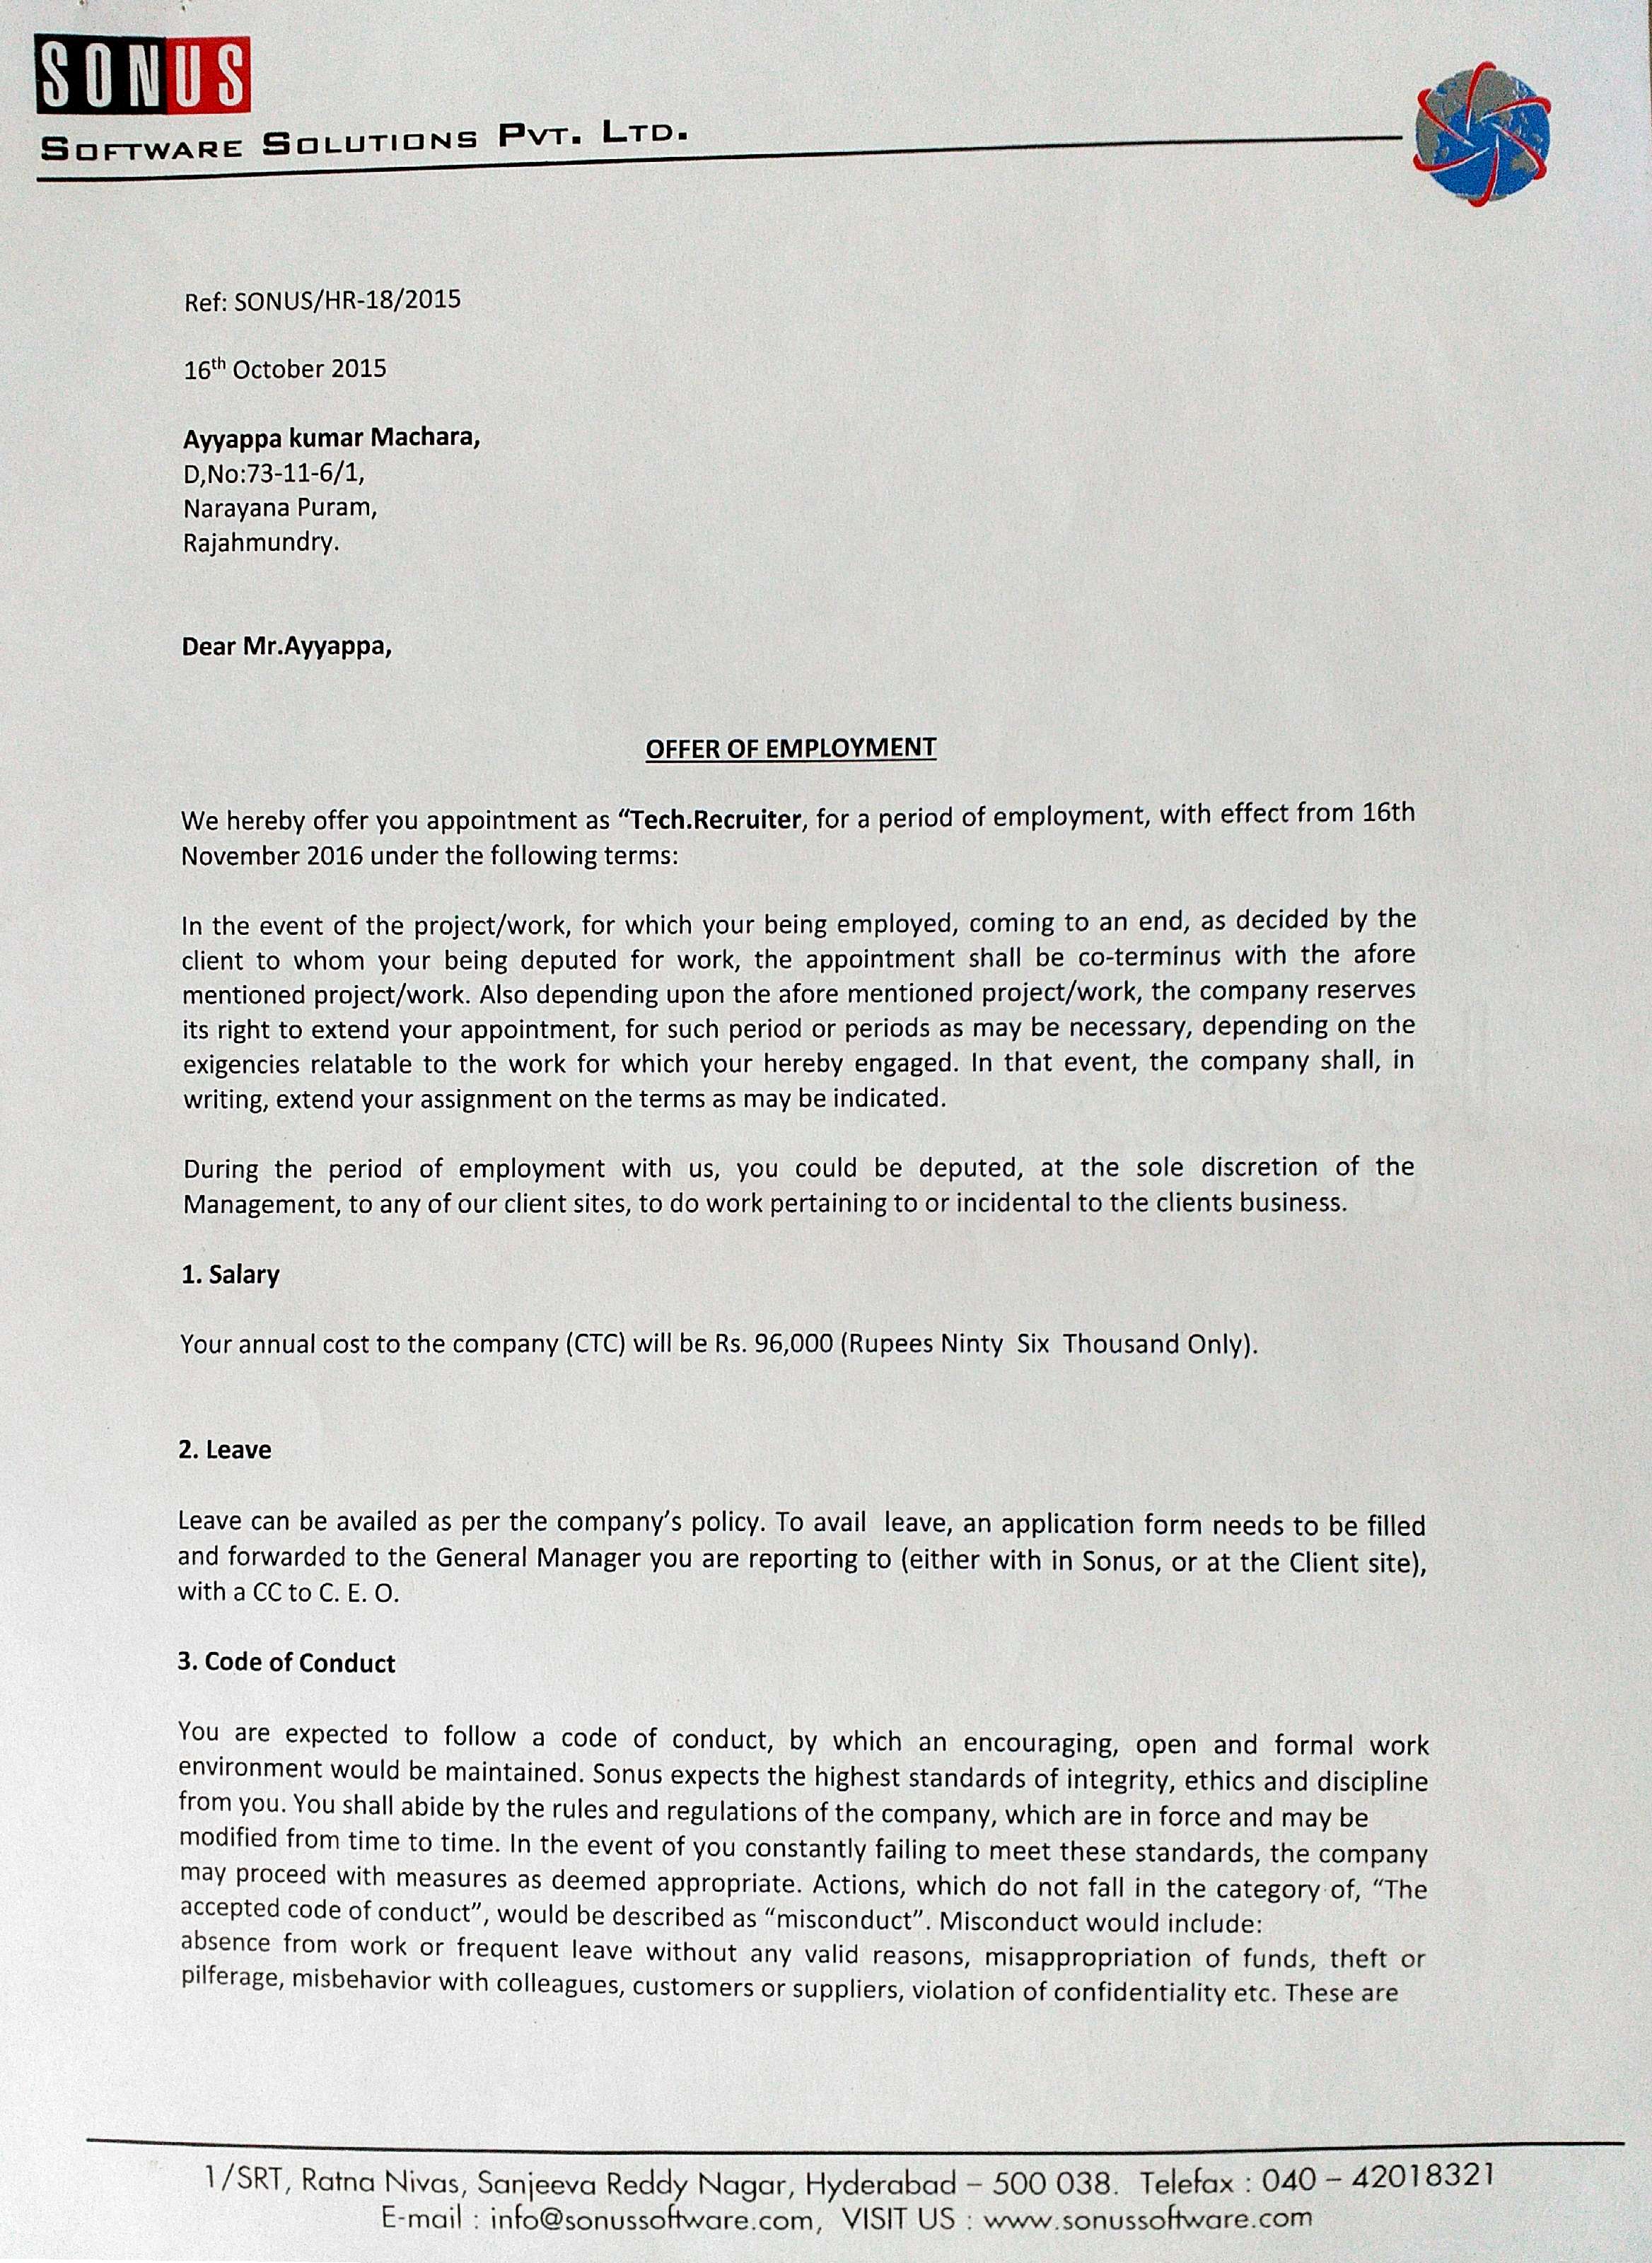 SONUS
SOFTWARE SOLUTIONS PVT. LTD.
Ref: SONUS/HR-18/2015
16th October 2015
Ayyappa kumar Machara,
D,No:73-11-6/1,
Narayana Puram,
Rajahmundry.
Dear Mr.Ayyappa,
OFFER OF EMPLOYMENT
We hereby offer you appointment as “Tech.Recruiter, for a period of employment, with effect from 16th
November 2016 under the following terms:
In the event of the project/work, for which your being employed, coming to an end, as decided by the
client to whom your being deputed for work, the appointment shall be co-terminus with the afore
mentioned project/work. Also depending upon the afore mentioned project/work, the company reserves
its right to extend your appointment, for such period or periods as may be necessary, depending on the
exigencies relatable to the work for which your hereby engaged. In that event, the company shall, in
writing, extend your assignment on the terms as may be indicated.
During the period of employment with us, you could be deputed, at the sole discretion of the
Management, to any of our client sites, to do work pertaining to or incidental to the clients business.
1. Salary
Your annual cost to the company (CTC) will be Rs. 96,000 (Rupees Ninty Six Thousand Only).
2. Leave
Leave can be availed as per the company’s policy. To avail leave, an application form needs to be filled
and forwarded to the General Manager you are reporting to (either with in Sonus, or at the Client site),
with a CC to C. E. O.
3. Code of Conduct
You are expected to follow a code of conduct, by which an encouraging, open and formal work
environment would be maintained. Sonus expects the highest standards of integrity, ethics and discipline
from you. You shall abide by the rules and regulations of the company, which are in force and may be
modified from time to time. In the event of you constantly failing to meet these standards, the company
may proceed with measures as deemed appropriate. Actions, which do not fall in the category of, “The
accepted code of conduct”, would be described as “misconduct”. Misconduct would include:
absence from work or frequent leave without any valid reasons, misappropriation of funds, theft or
pilferage, misbehavior with colleagues, customers or suppliers, violation of confidentiality etc. These are
1/SRT, Ratna Nivas, Sanjeeva Reddy Nagar, Hyderabad – 500 038. Telefax : 040 – 42018321
E-mail : info@sonussoftware.com, VISIT US : www.sonussoftware.com